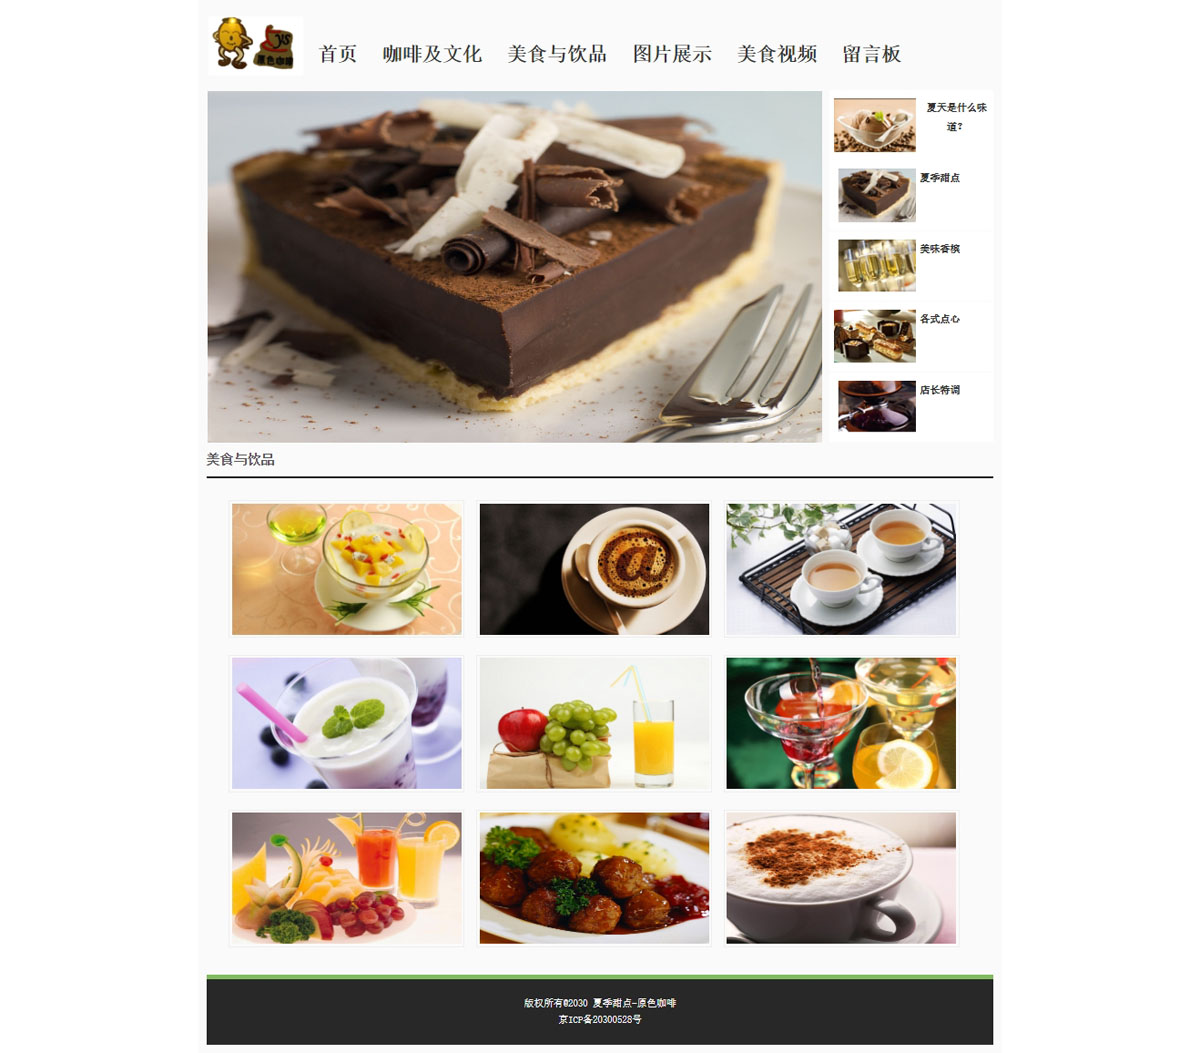 原色咖啡
首页 咖啡及文化 美食与饮品 图片展示 美食视频 留言板
夏天是什么味
道?
夏季甜点
美味香槟
各式点心
店长特调
美食与饮品
@
版权所有@2030 夏季甜点-原色咖啡
京ICP备20300528号